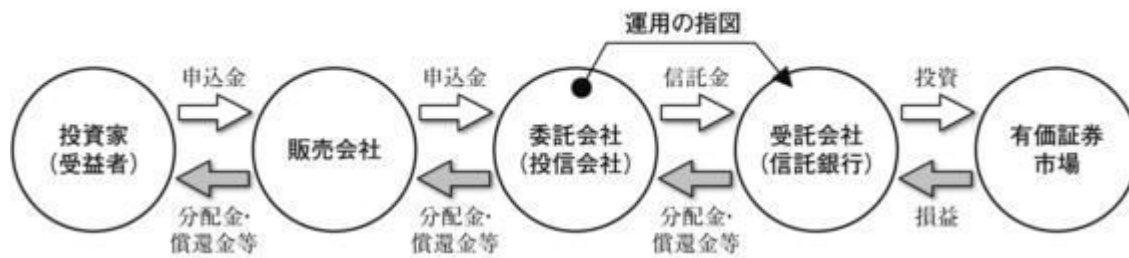 運用の指図
申込金
申込金
信託金
投資
投資家
（受益者）
販売会社
委託会社
（投信会社）
受託会社
（信託銀行）
有価証券
市場
分配金・
償還金等
分配金・
償還金等
分配金・
償還金等
損益